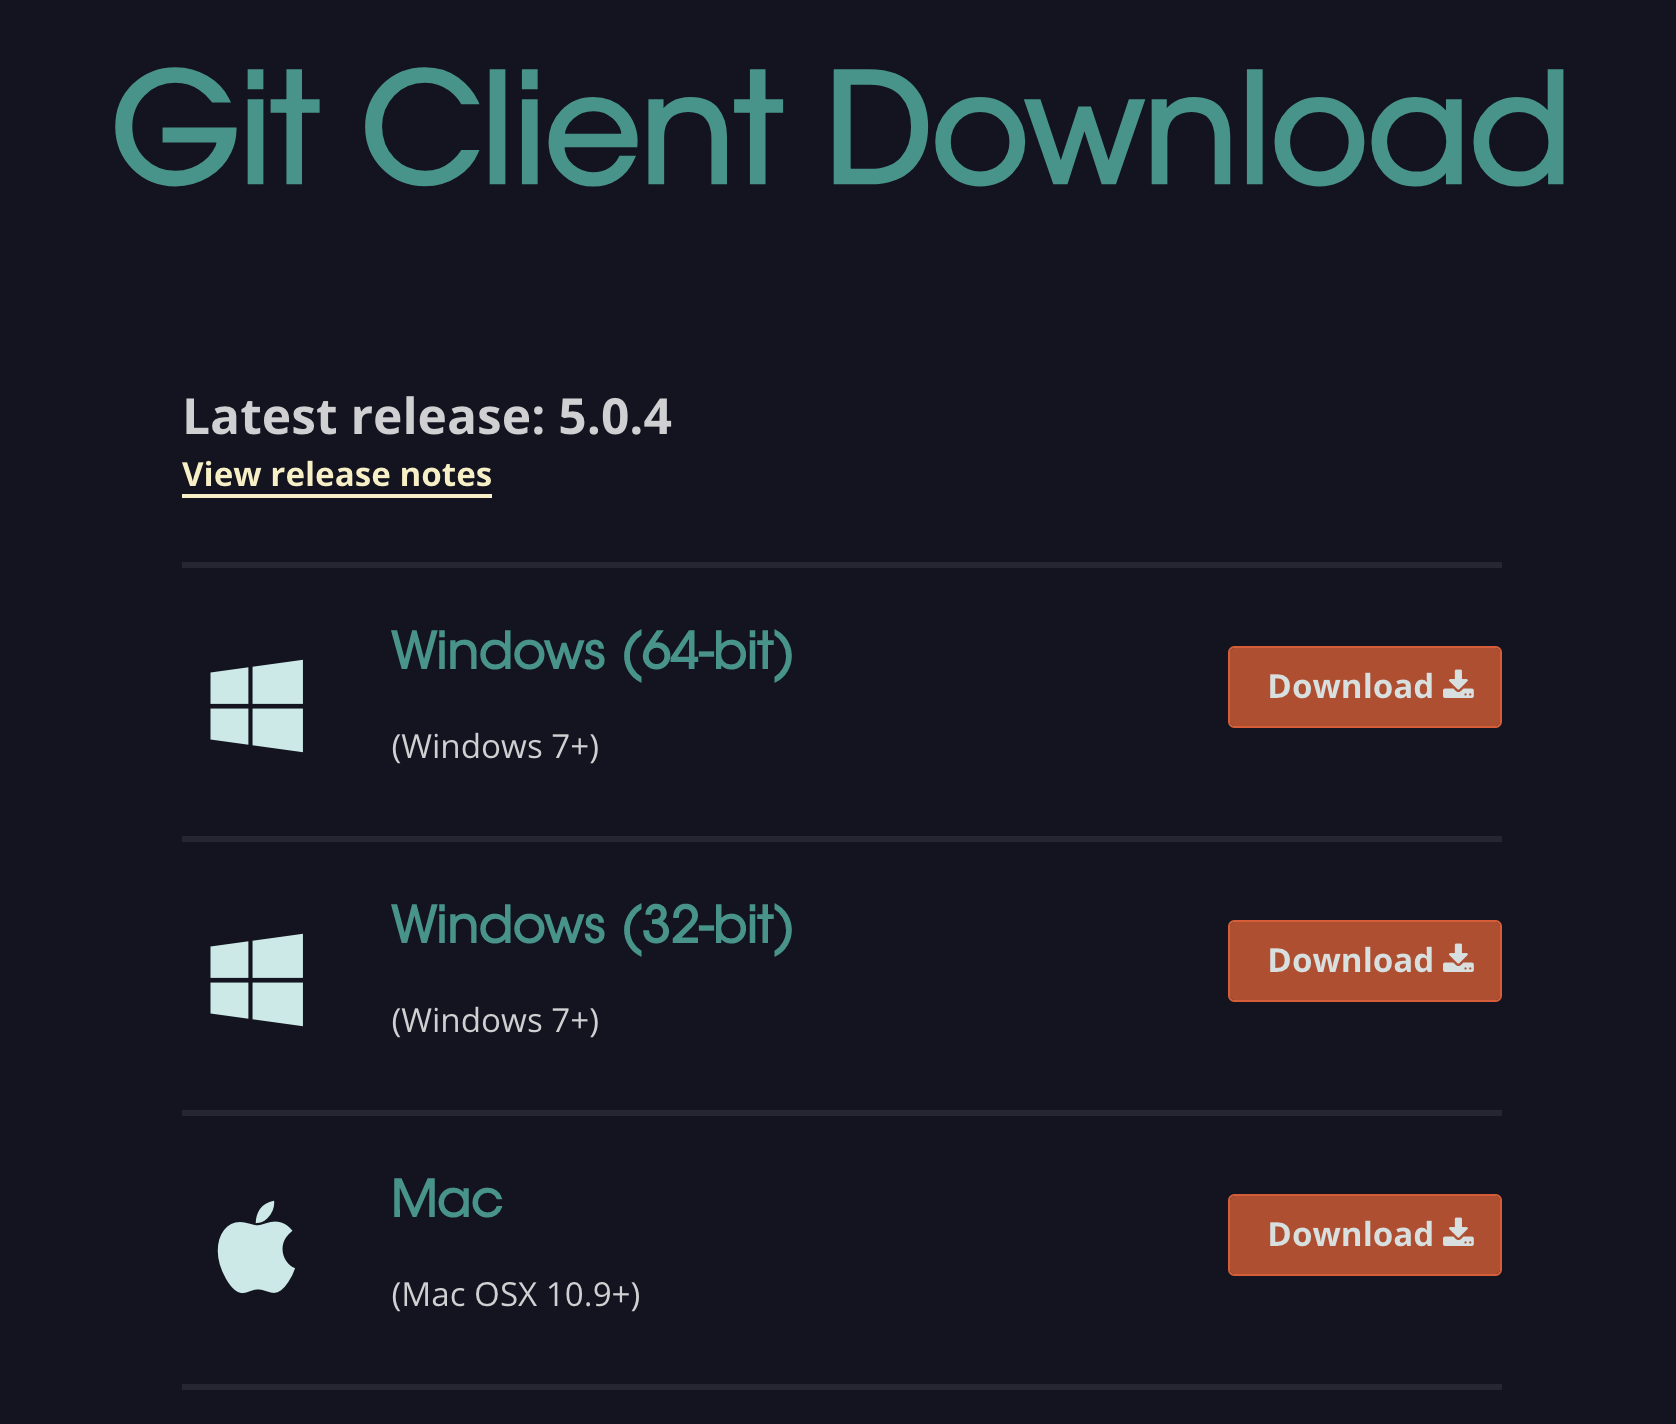 Git Client Download
Latest release: 5.0.4
View release notes
Windows (64-bit)
Download
(Windows 7+)
Windows (32-bit)
Download
(Windows 7+)
Mac
Download
(Mac OSX 10.9+)